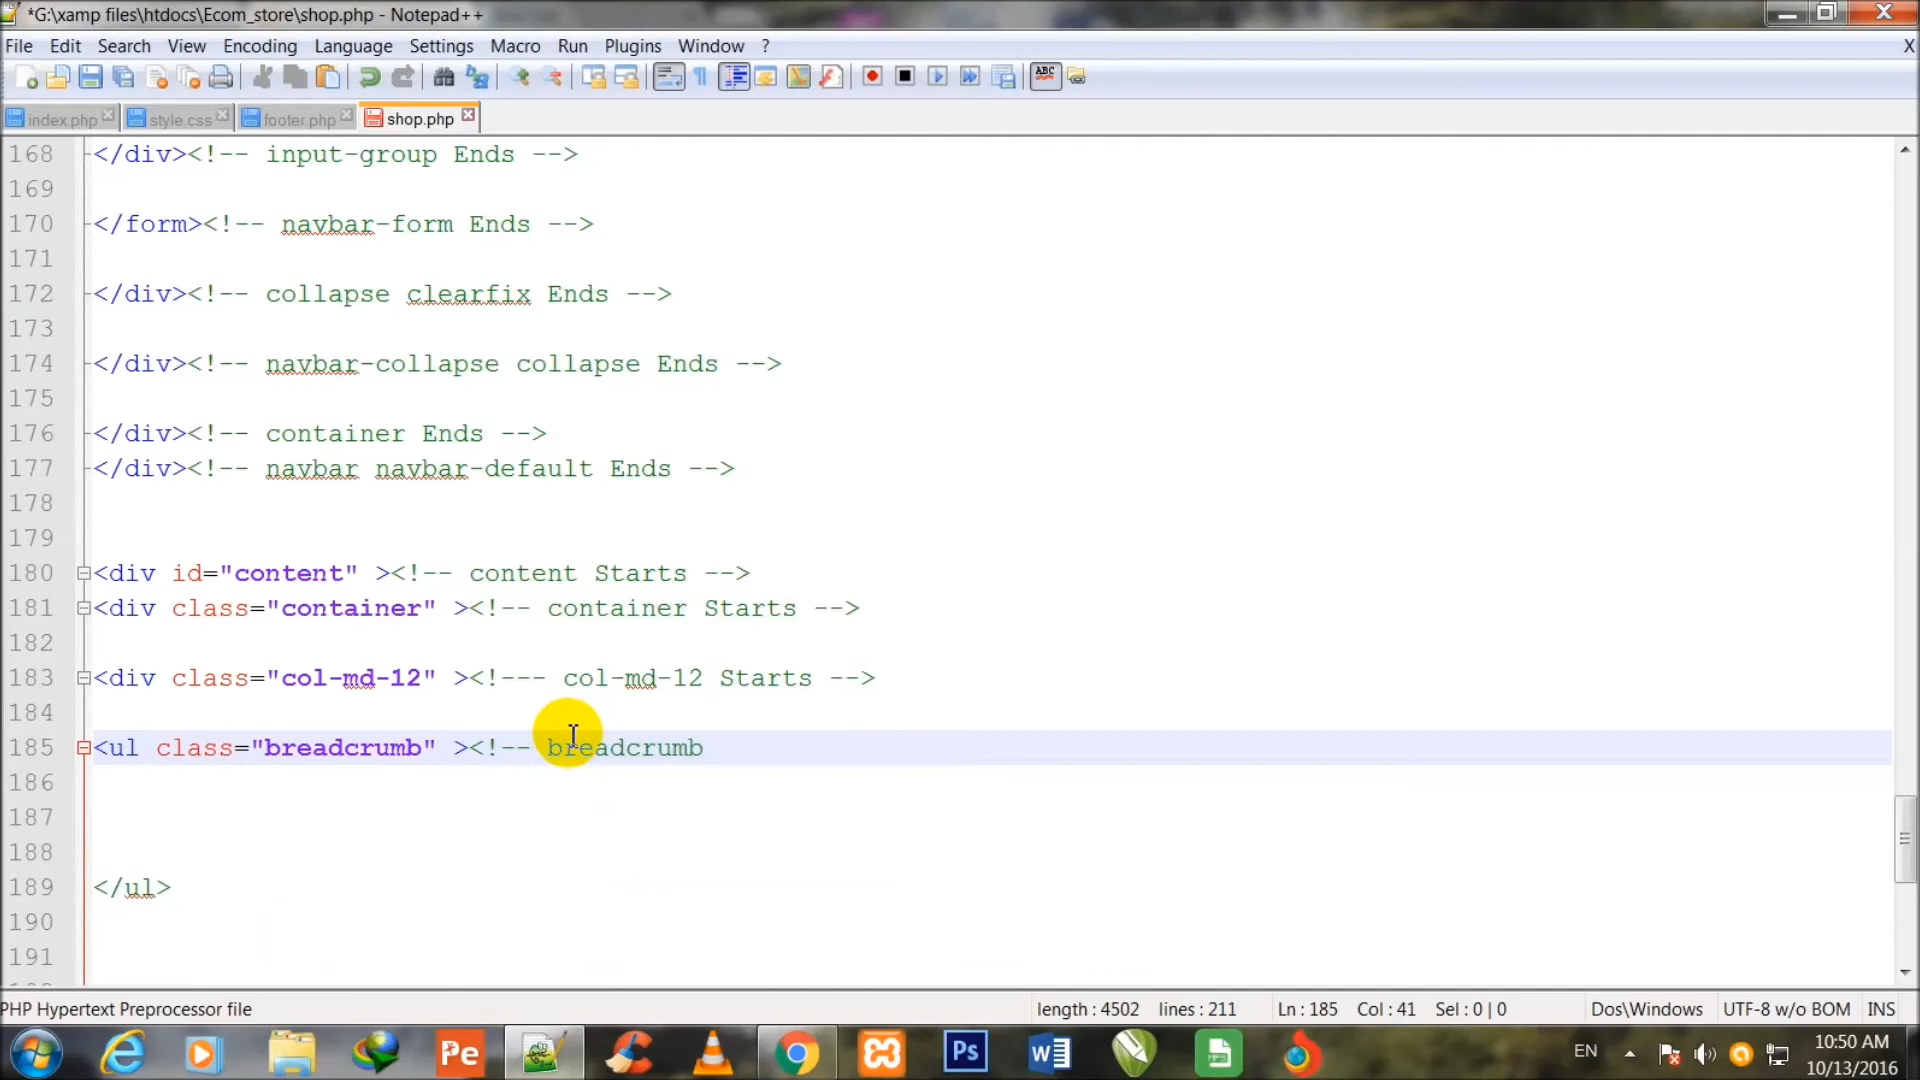 *G:\xamp files\htdocs\Ecom_store\shop.php - Notepad++
File Edit Search View Encoding Language Settings Macro Run Plugins Window ? X
ABC
index.php style.css footer.php shop.php
168 </div><!-- input-group Ends -->
169
170 </form><!-- navbar-form Ends -->
171
172 </div><!-- collapse clearfix Ends -->
173
174 </div><!-- navbar-collapse collapse Ends -->
175
176 </div><!-- container Ends -->
177 </div><!-- navbar navbar-default Ends -->
178
179
180 <div id="content" ><!-- content Starts -->
181 <div class="container" ><!-- container Starts -->
182
183 <div class="col-md-12" ><!--- col-md-12 Starts -->
184
185 <ul class="breadcrumb" ><!-- breadcrumb
186
187
188
189 </ul>
190
191
PHP Hypertext Preprocessor file length : 4502 lines : 211 Ln : 185 Col : 41 Sel : 0 | 0 Dos\Windows UTF-8 w/o BOM INS
Pe Ps W MP3 EN 10:50 AM
10/13/2016